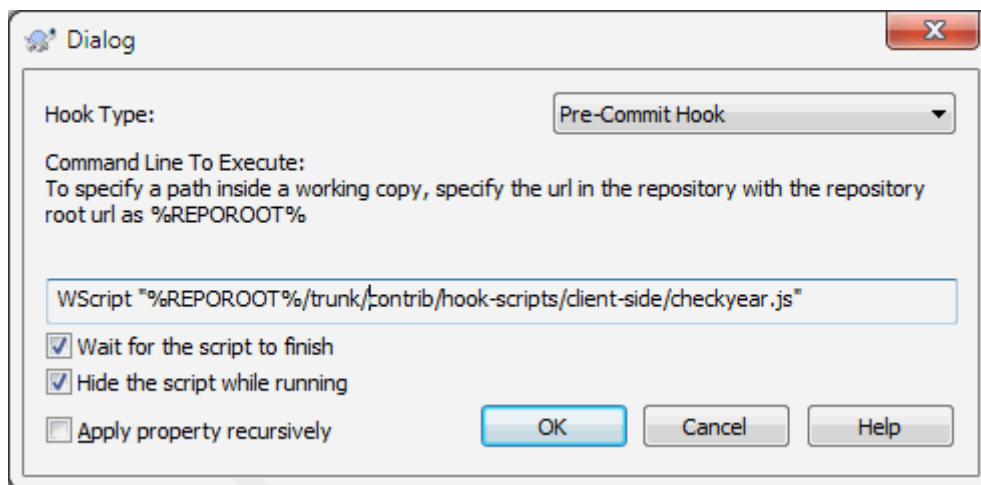 Dialog
Hook Type:
Pre-Commit Hook
Command Line To Execute:
To specify a path inside a working copy, specify the url in the repository with the repository
root url as %REPOROOT%
WScript "%REPOROOT%/trunk/contrib/hook-scripts/client-side/checkyear.js"
Wait for the script to finish
Hide the script while running
Apply property recursively
OK
Cancel
Help